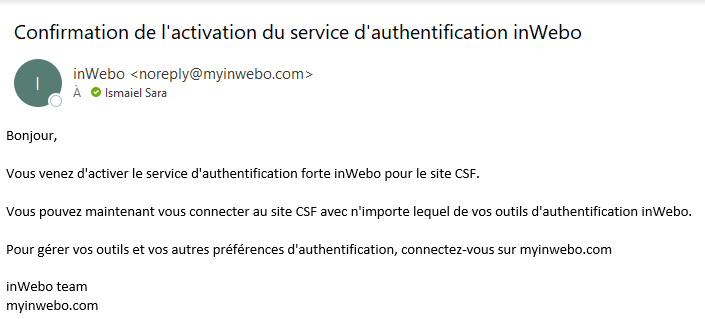 Confirmation de l'activation du service d'authentification inWebo
I
inWebo <noreply@myinwebo.com>
À Ismaiel Sara
Bonjour,
Vous venez d'activer le service d'authentification forte inWebo pour le site CSF.
Vous pouvez maintenant vous connecter au site CSF avec n'importe lequel de vos outils d'authentification inWebo.
Pour gérer vos outils et vos autres préférences d'authentification, connectez-vous sur myinwebo.com
inWebo team
myinwebo.com